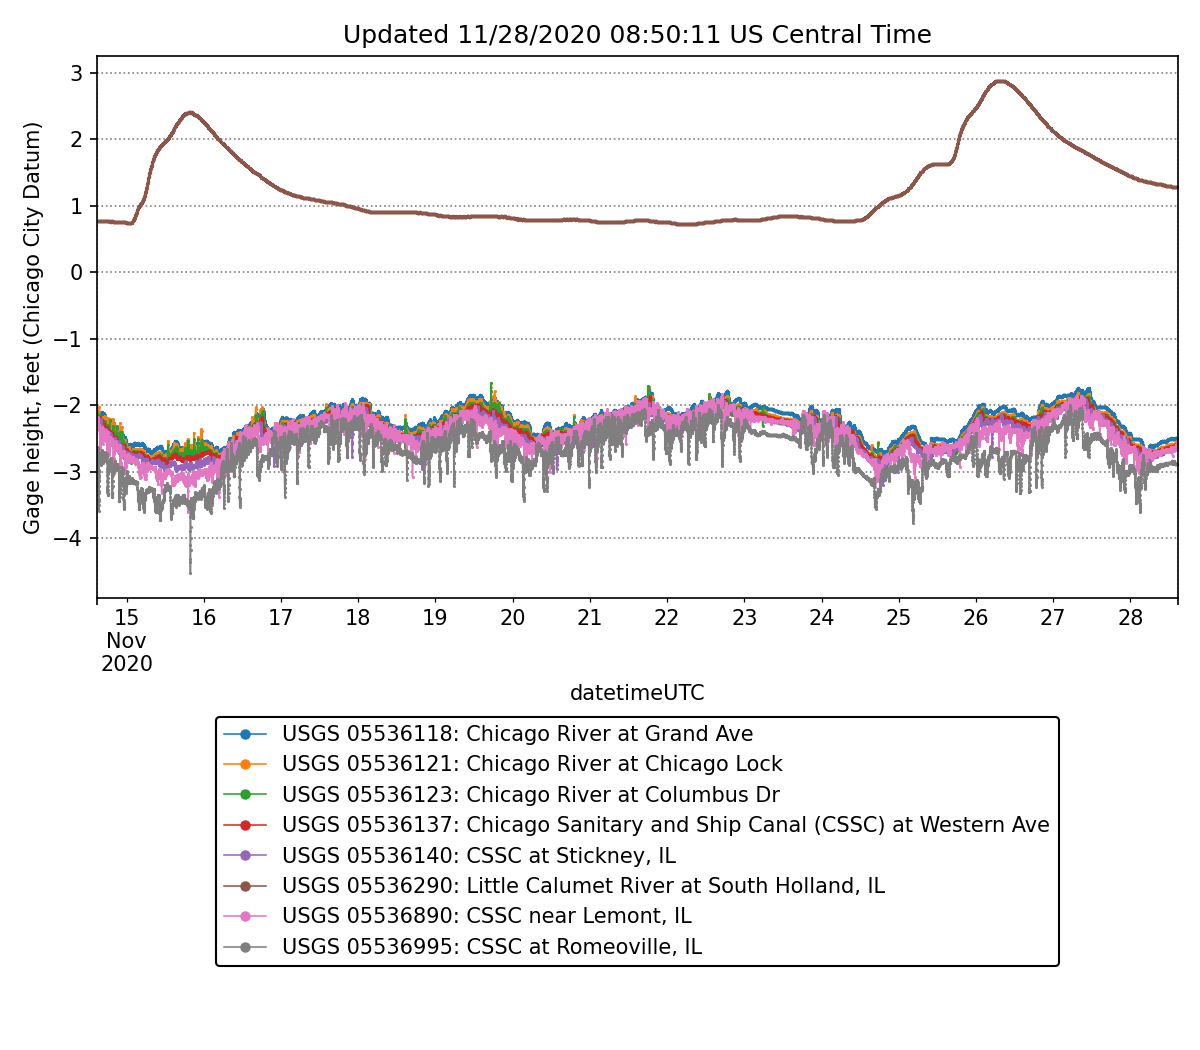 Updated 11/28/2020 08:50:11 US Central Time
Gage height, feet (Chicago City Datum)
3
2
1
0
−1
−2
−3
−4
15 16 17 18 19 20 21 22 23 24 25 26 27 28
Nov
2020
datetimeUTC
USGS 05536118: Chicago River at Grand Ave
USGS 05536121: Chicago River at Chicago Lock
USGS 05536123: Chicago River at Columbus Dr
USGS 05536137: Chicago Sanitary and Ship Canal (CSSC) at Western Ave
USGS 05536140: CSSC at Stickney, IL
USGS 05536290: Little Calumet River at South Holland, IL
USGS 05536890: CSSC near Lemont, IL
USGS 05536995: CSSC at Romeoville, IL